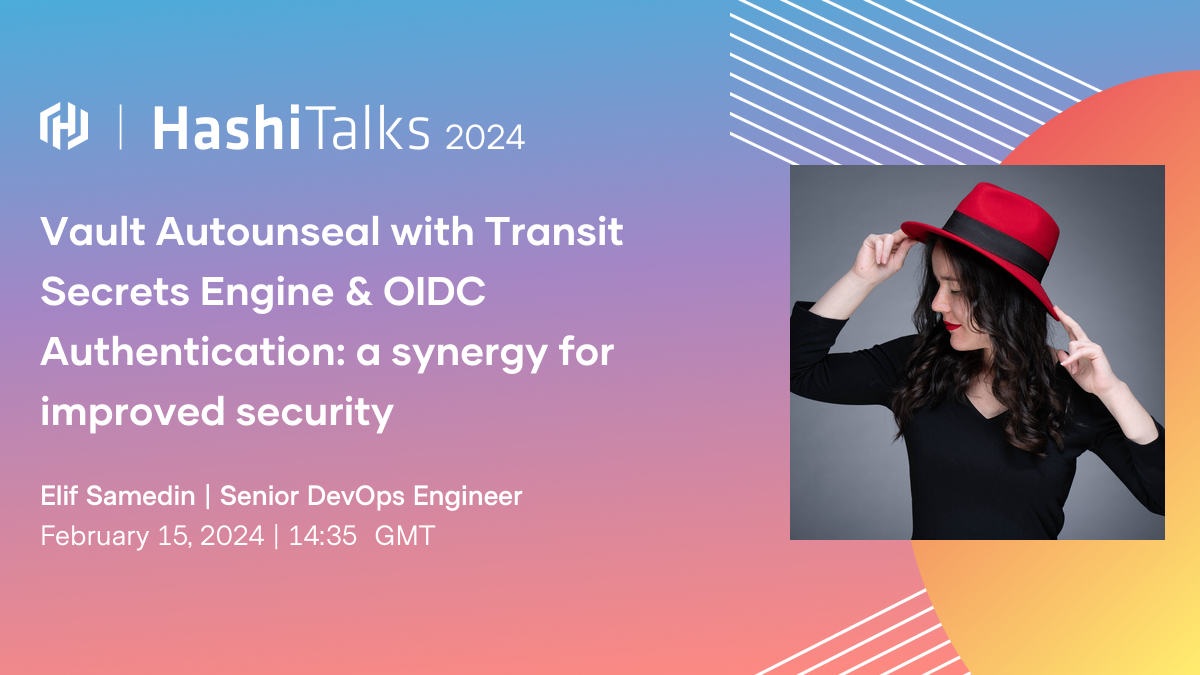 HashiTalks 2024
Vault Autounseal with Transit
Secrets Engine & OIDC
Authentication: a synergy for
improved security
Elif Samedin | Senior DevOps Engineer
February 15, 2024 | 14:35 GMT